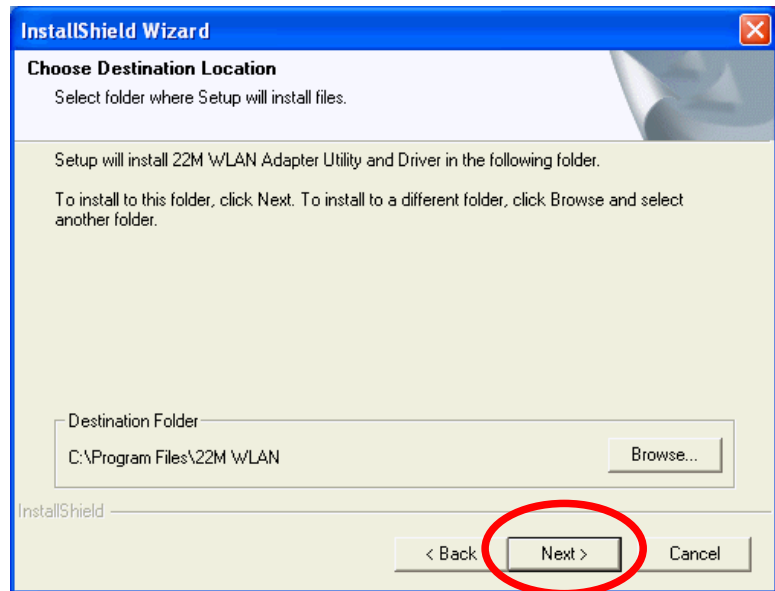 InstallShield Wizard
Choose Destination Location
Select folder where Setup will install files.
Setup will install 22M WLAN Adapter Utility and Driver in the following folder.
To install to this folder, click Next. To install to a different folder, click Browse and select
another folder.
Destination Folder
C:\Program Files\22M WLAN
Browse...
InstallShield
< Back
Next >
Cancel